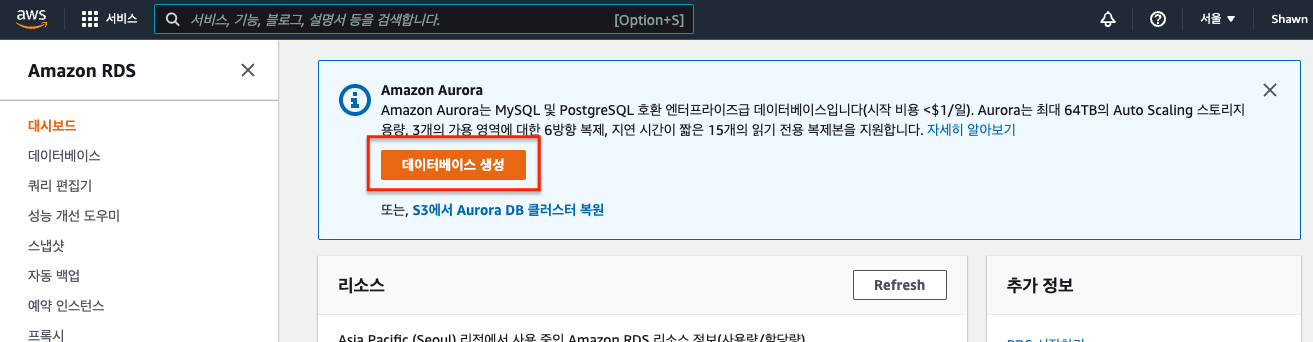 aws 서비스 서비스, 기능, 블로그, 설명서 등을 검색합니다. [Option+S] 서울 ▼ Shawn
Amazon RDS
대시보드
데이터베이스
쿼리 편집기
성능 개선 도우미
스냅샷
자동 백업
예약 인스턴스
프록시
Amazon Aurora
Amazon Aurora는 MySQL 및 PostgreSQL 호환 엔터프라이즈급 데이터베이스입니다(시작 비용 <$1/일). Aurora는 최대 64TB의 Auto Scaling 스토리지
용량, 3개의 가용 영역에 대한 6방향 복제, 지연 시간이 짧은 15개의 읽기 전용 복제본을 지원합니다. 자세히 알아보기
데이터베이스 생성
또는, S3에서 Aurora DB 클러스터 복원
리소스
Refresh
Asia Pacific (Seoul) 리전에서 사용 중인 Amazon RDS 리소스 정보(사용량/할당량)
추가 정보
RDS 시작하기